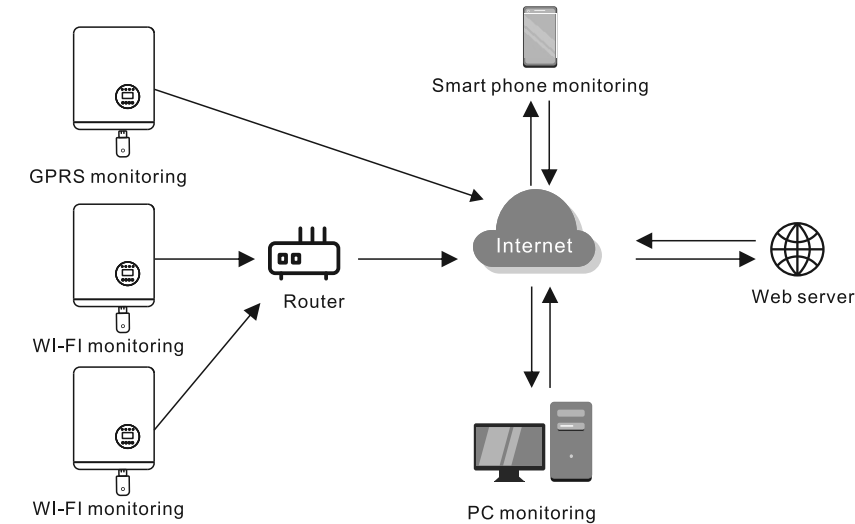 Smart phone monitoring
GPRS monitoring
Internet
Router
Web server
WI-FI monitoring
WI-FI monitoring
PC monitoring